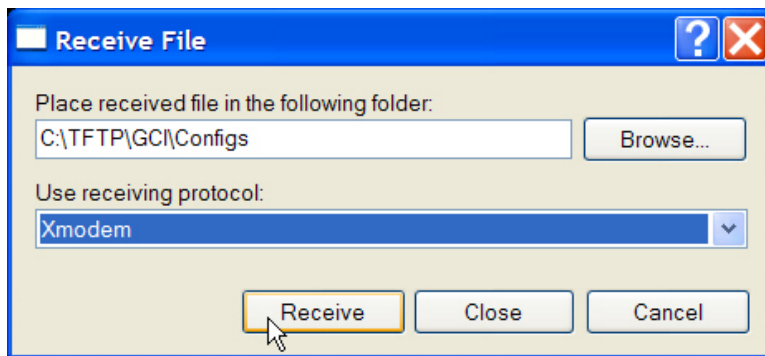 Receive File
Place received file in the following folder:
C:\TFTP\GCI\Configs
Browse...
Use receiving protocol:
Xmodem
Receive
Close
Cancel